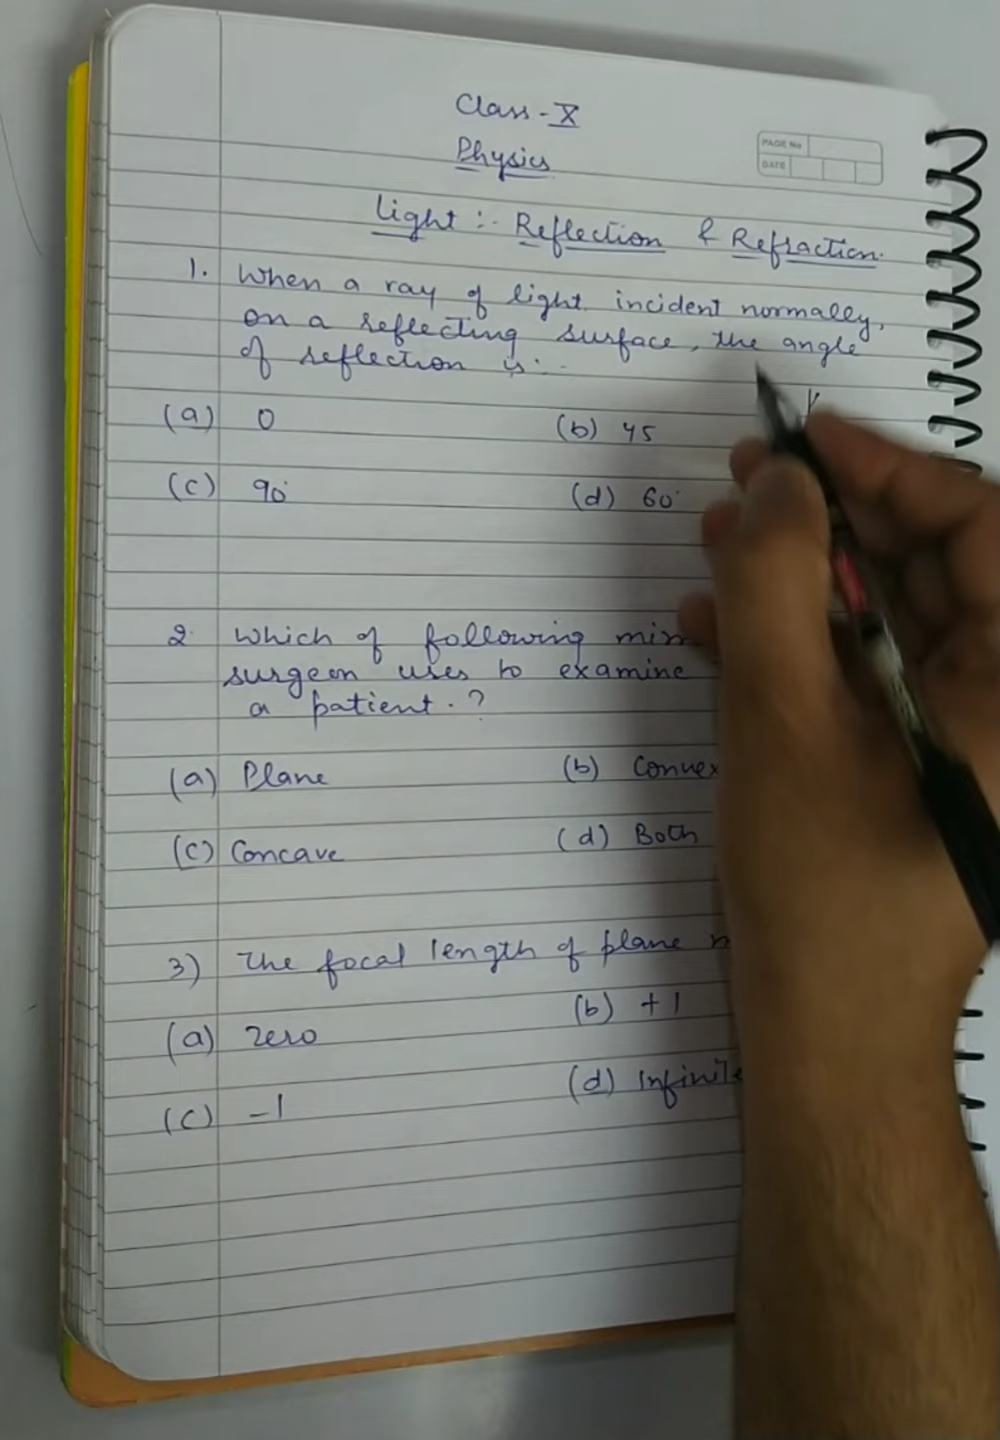 Class - X
Physics
PAGE No
DATE
Light :- Reflection & Refraction.
1. When a ray of light incident normally,
on a reflecting surface, the angle
of reflection is :-
(a) 0 (b) 45
(c) 90° (d) 60°
2. Which of following
surgeon uses to examine
a patient. ?
(a) Plane (b) Convex
(c) Concave (d) Both
3) The focal length of plane
(a) zero (b) +1
(c) -1 (d) Infinite